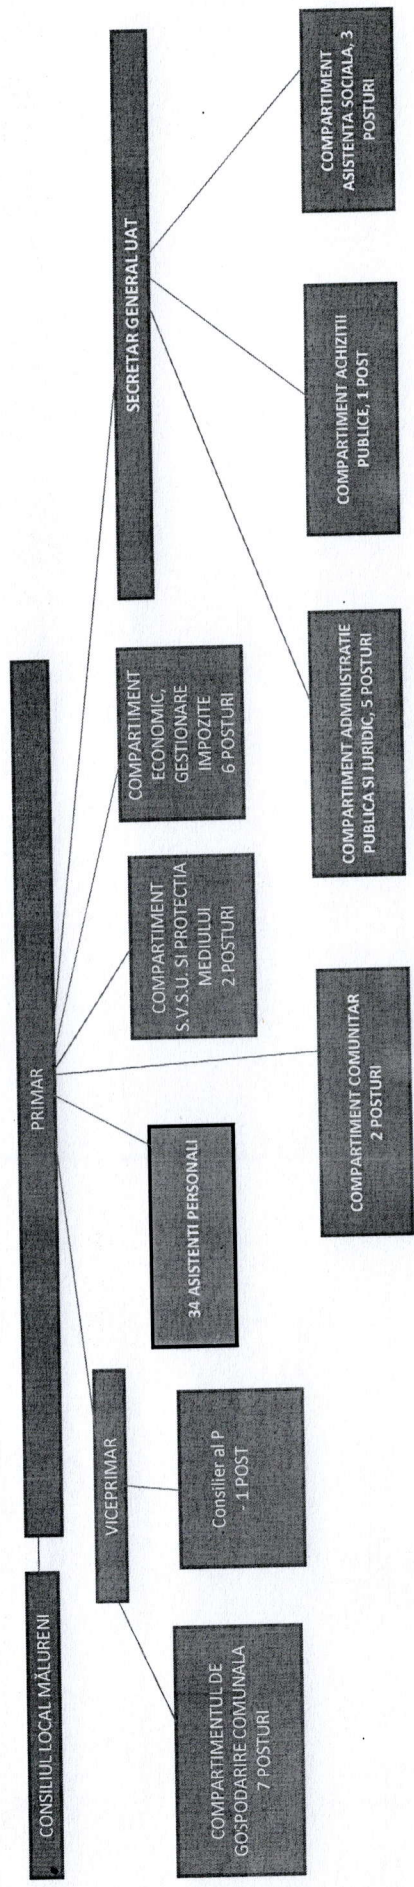 CONSILIUL LOCAL MĂLURENI
PRIMAR
VICEPRIMAR
SECRETAR GENERAL UAT
COMPARTIMENTUL DE
GOSPODARIRE COMUNALA
7 POSTURI
Consilier al P
- 1 POST
34 ASISTENTI PERSONALI
COMPARTIMENT COMUNITAR
2 POSTURI
COMPARTIMENT
S.V.S.U. SI PROTECTIA
MEDIULUI
2 POSTURI
COMPARTIMENT
ECONOMIC,
GESTIONARE
IMPOZITE
6 POSTURI
COMPARTIMENT ADMINISTRATIE
PUBLICA SI JURIDIC, 5 POSTURI
COMPARTIMENT ACHIZITII
PUBLICE, 1 POST
COMPARTIMENT
ASISTENTA SOCIALA, 3
POSTURI